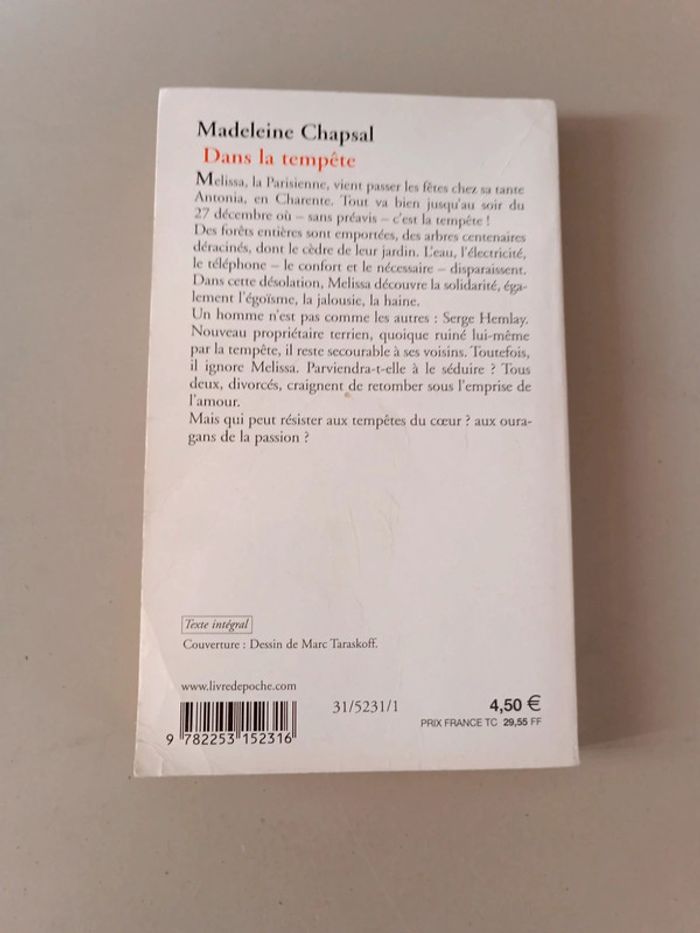 Madeleine Chapsal
Dans la tempête
Melissa, la Parisienne, vient passer les fêtes chez sa tante
Antonia, en Charente. Tout va bien jusqu'au soir du
27 décembre où – sans préavis – c'est la tempête !
Des forêts entières sont emportées, des arbres centenaires
déracinés, dont le cèdre de leur jardin. L'eau, l'électricité,
le téléphone – le confort et le nécessaire – disparaissent.
Dans cette désolation, Melissa découvre la solidarité, éga-
lement l'égoïsme, la jalousie, la haine.
Un homme n'est pas comme les autres : Serge Hemlay.
Nouveau propriétaire terrien, quoique ruiné lui-même
par la tempête, il reste secourable à ses voisins. Toutefois,
il ignore Melissa. Parviendra-t-elle à le séduire ? Tous
deux, divorcés, craignent de retomber sous l'emprise de
l'amour.
Mais qui peut résister aux tempêtes du cœur ? aux oura-
gans de la passion ?
Texte intégral
Couverture : Dessin de Marc Taraskoff.
www.livredepoche.com
31/5231/1
4,50 €
PRIX FRANCE TC 29,55 FF
9 782253 152316